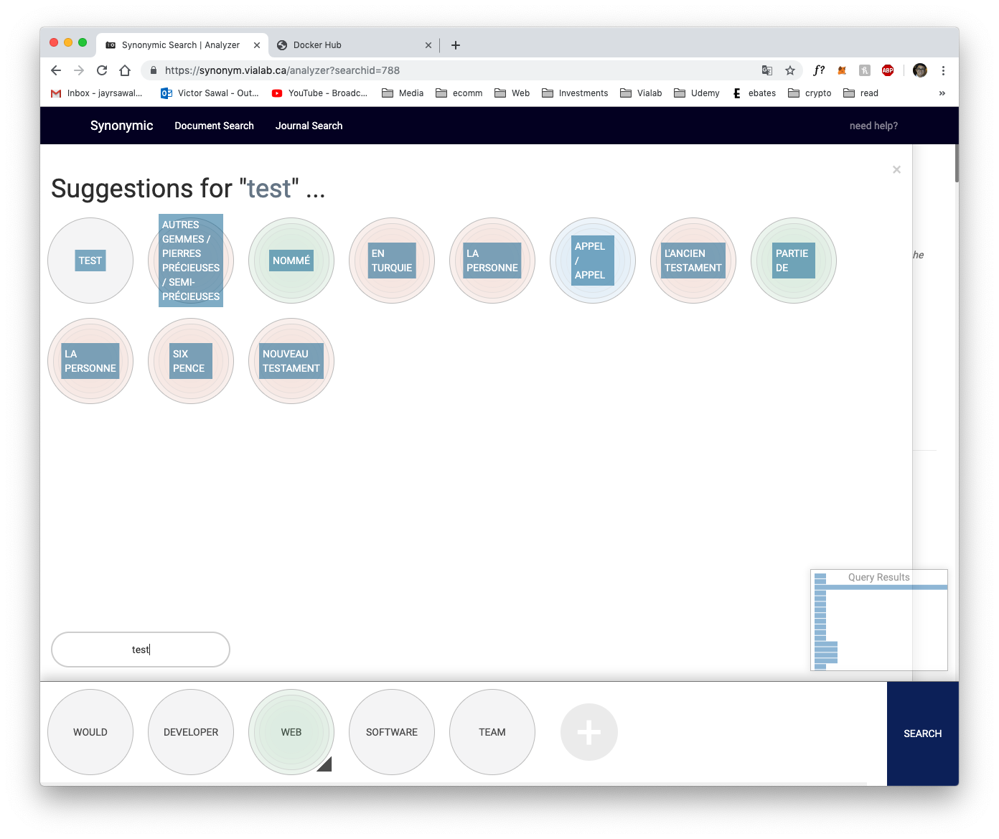 Synonymic Search | Analyzer
Docker Hub
https://synonym.vialab.ca/analyzer?searchid=788
f?
ABP
Inbox - jayrsawal...
Victor Sawal - Out...
YouTube - Broadc...
Media
ecomm
Web
Investments
Vialab
Udemy
ebates
crypto
read
»
Synonymic
Document Search
Journal Search
need help?
×
Suggestions for "test" ...
TEST
AUTRES
GEMMES /
PIERRES
PRÉCIEUSES
/ SEMI-
PRÉCIEUSES
NOMMÉ
EN
TURQUIE
LA
PERSONNE
APPEL
/
APPEL
L'ANCIEN
TESTAMENT
PARTIE
DE
he
LA
PERSONNE
SIX
PENCE
NOUVEAU
TESTAMENT
Query Results
test
WOULD
DEVELOPER
WEB
SOFTWARE
TEAM
+
SEARCH